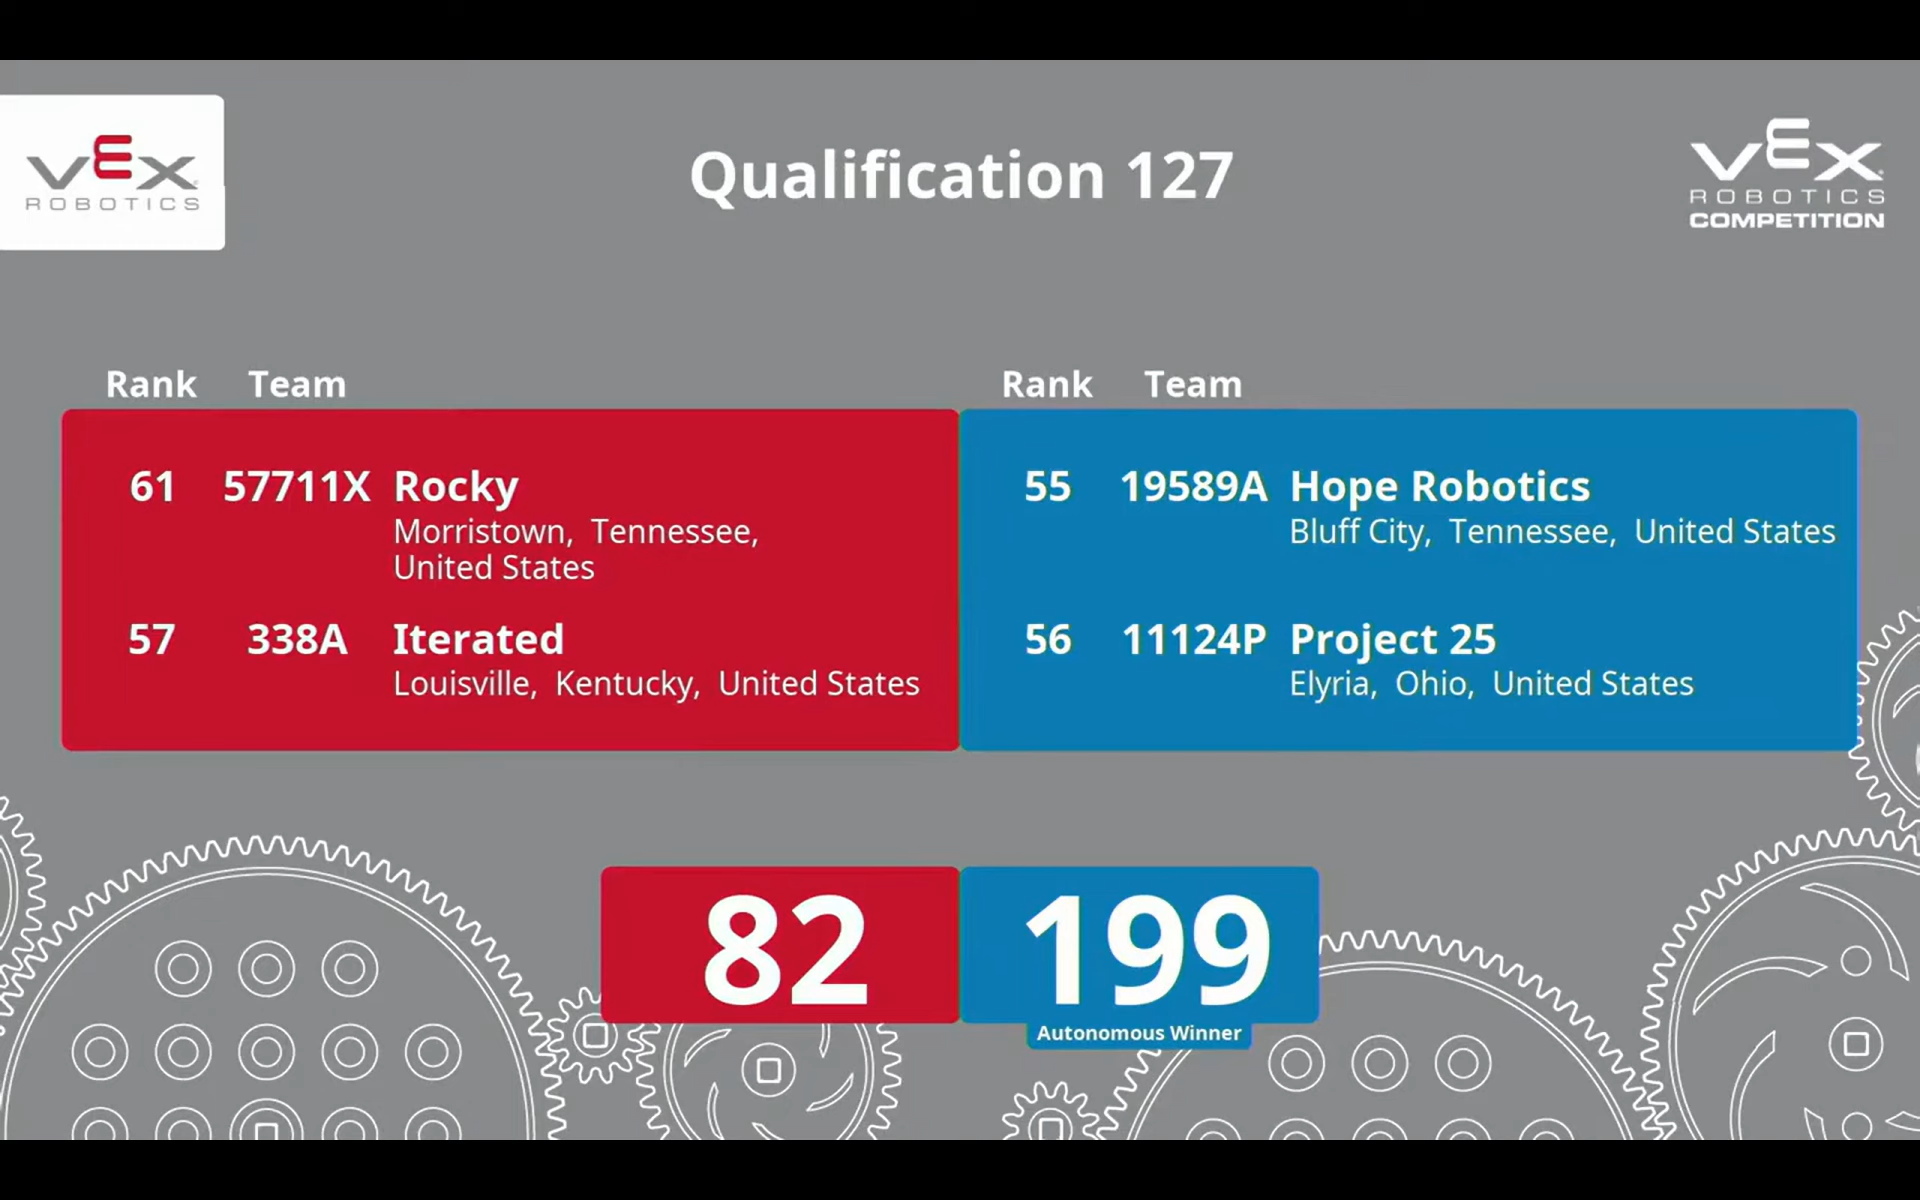 VEX
ROBOTICS
Qualification 127
VEX
ROBOTICS
COMPETITION
Rank Team
Rank Team
61 57711X Rocky
Morristown, Tennessee,
United States
57 338A Iterated
Louisville, Kentucky, United States
55 19589A Hope Robotics
Bluff City, Tennessee, United States
56 11124P Project 25
Elyria, Ohio, United States
82
199
Autonomous Winner